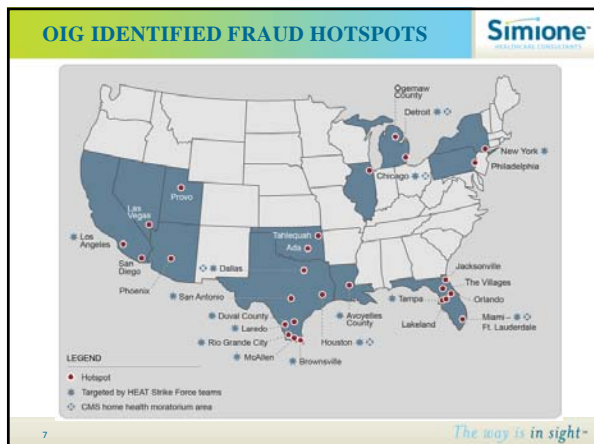 OIG IDENTIFIED FRAUD HOTSPOTS
Simione™
HEALTHCARE CONSULTANTS
Ogemaw
County
Detroit
New York
Philadelphia
Chicago
Provo
Las
Vegas
Los
Angeles
San
Diego
Phoenix
Tahlequah
Ada
Dallas
San Antonio
Duval County
Laredo
Rio Grande City
McAllen
Brownsville
Houston
Avoyelles
County
Jacksonville
The Villages
Orlando
Tampa
Lakeland
Miami –
Ft. Lauderdale
LEGEND
Hotspot
Targeted by HEAT Strike Force teams
CMS home health moratorium area
7
The way is in sight™